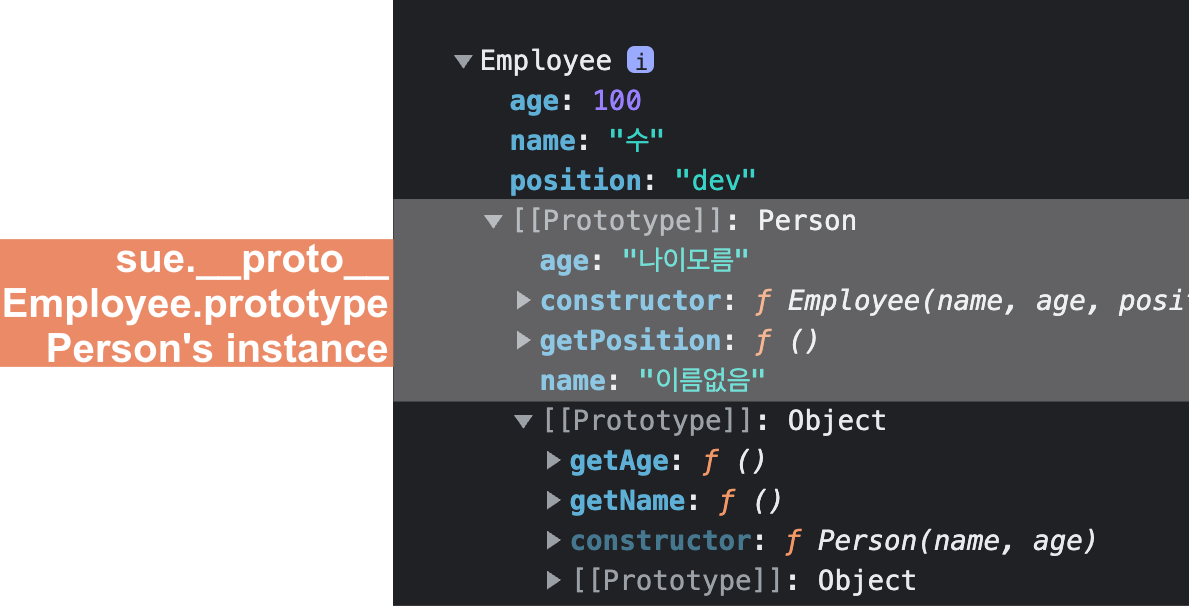 Employee i
age: 100
name: "수"
position: "dev"
[[Prototype]]: Person
age: "나이모름"
constructor: ƒ Employee(name, age, posit
getPosition: ƒ ()
name: "이름없음"
[[Prototype]]: Object
getAge: ƒ ()
getName: ƒ ()
constructor: ƒ Person(name, age)
[[Prototype]]: Object
sue.__proto__
Employee.prototype
Person's instance